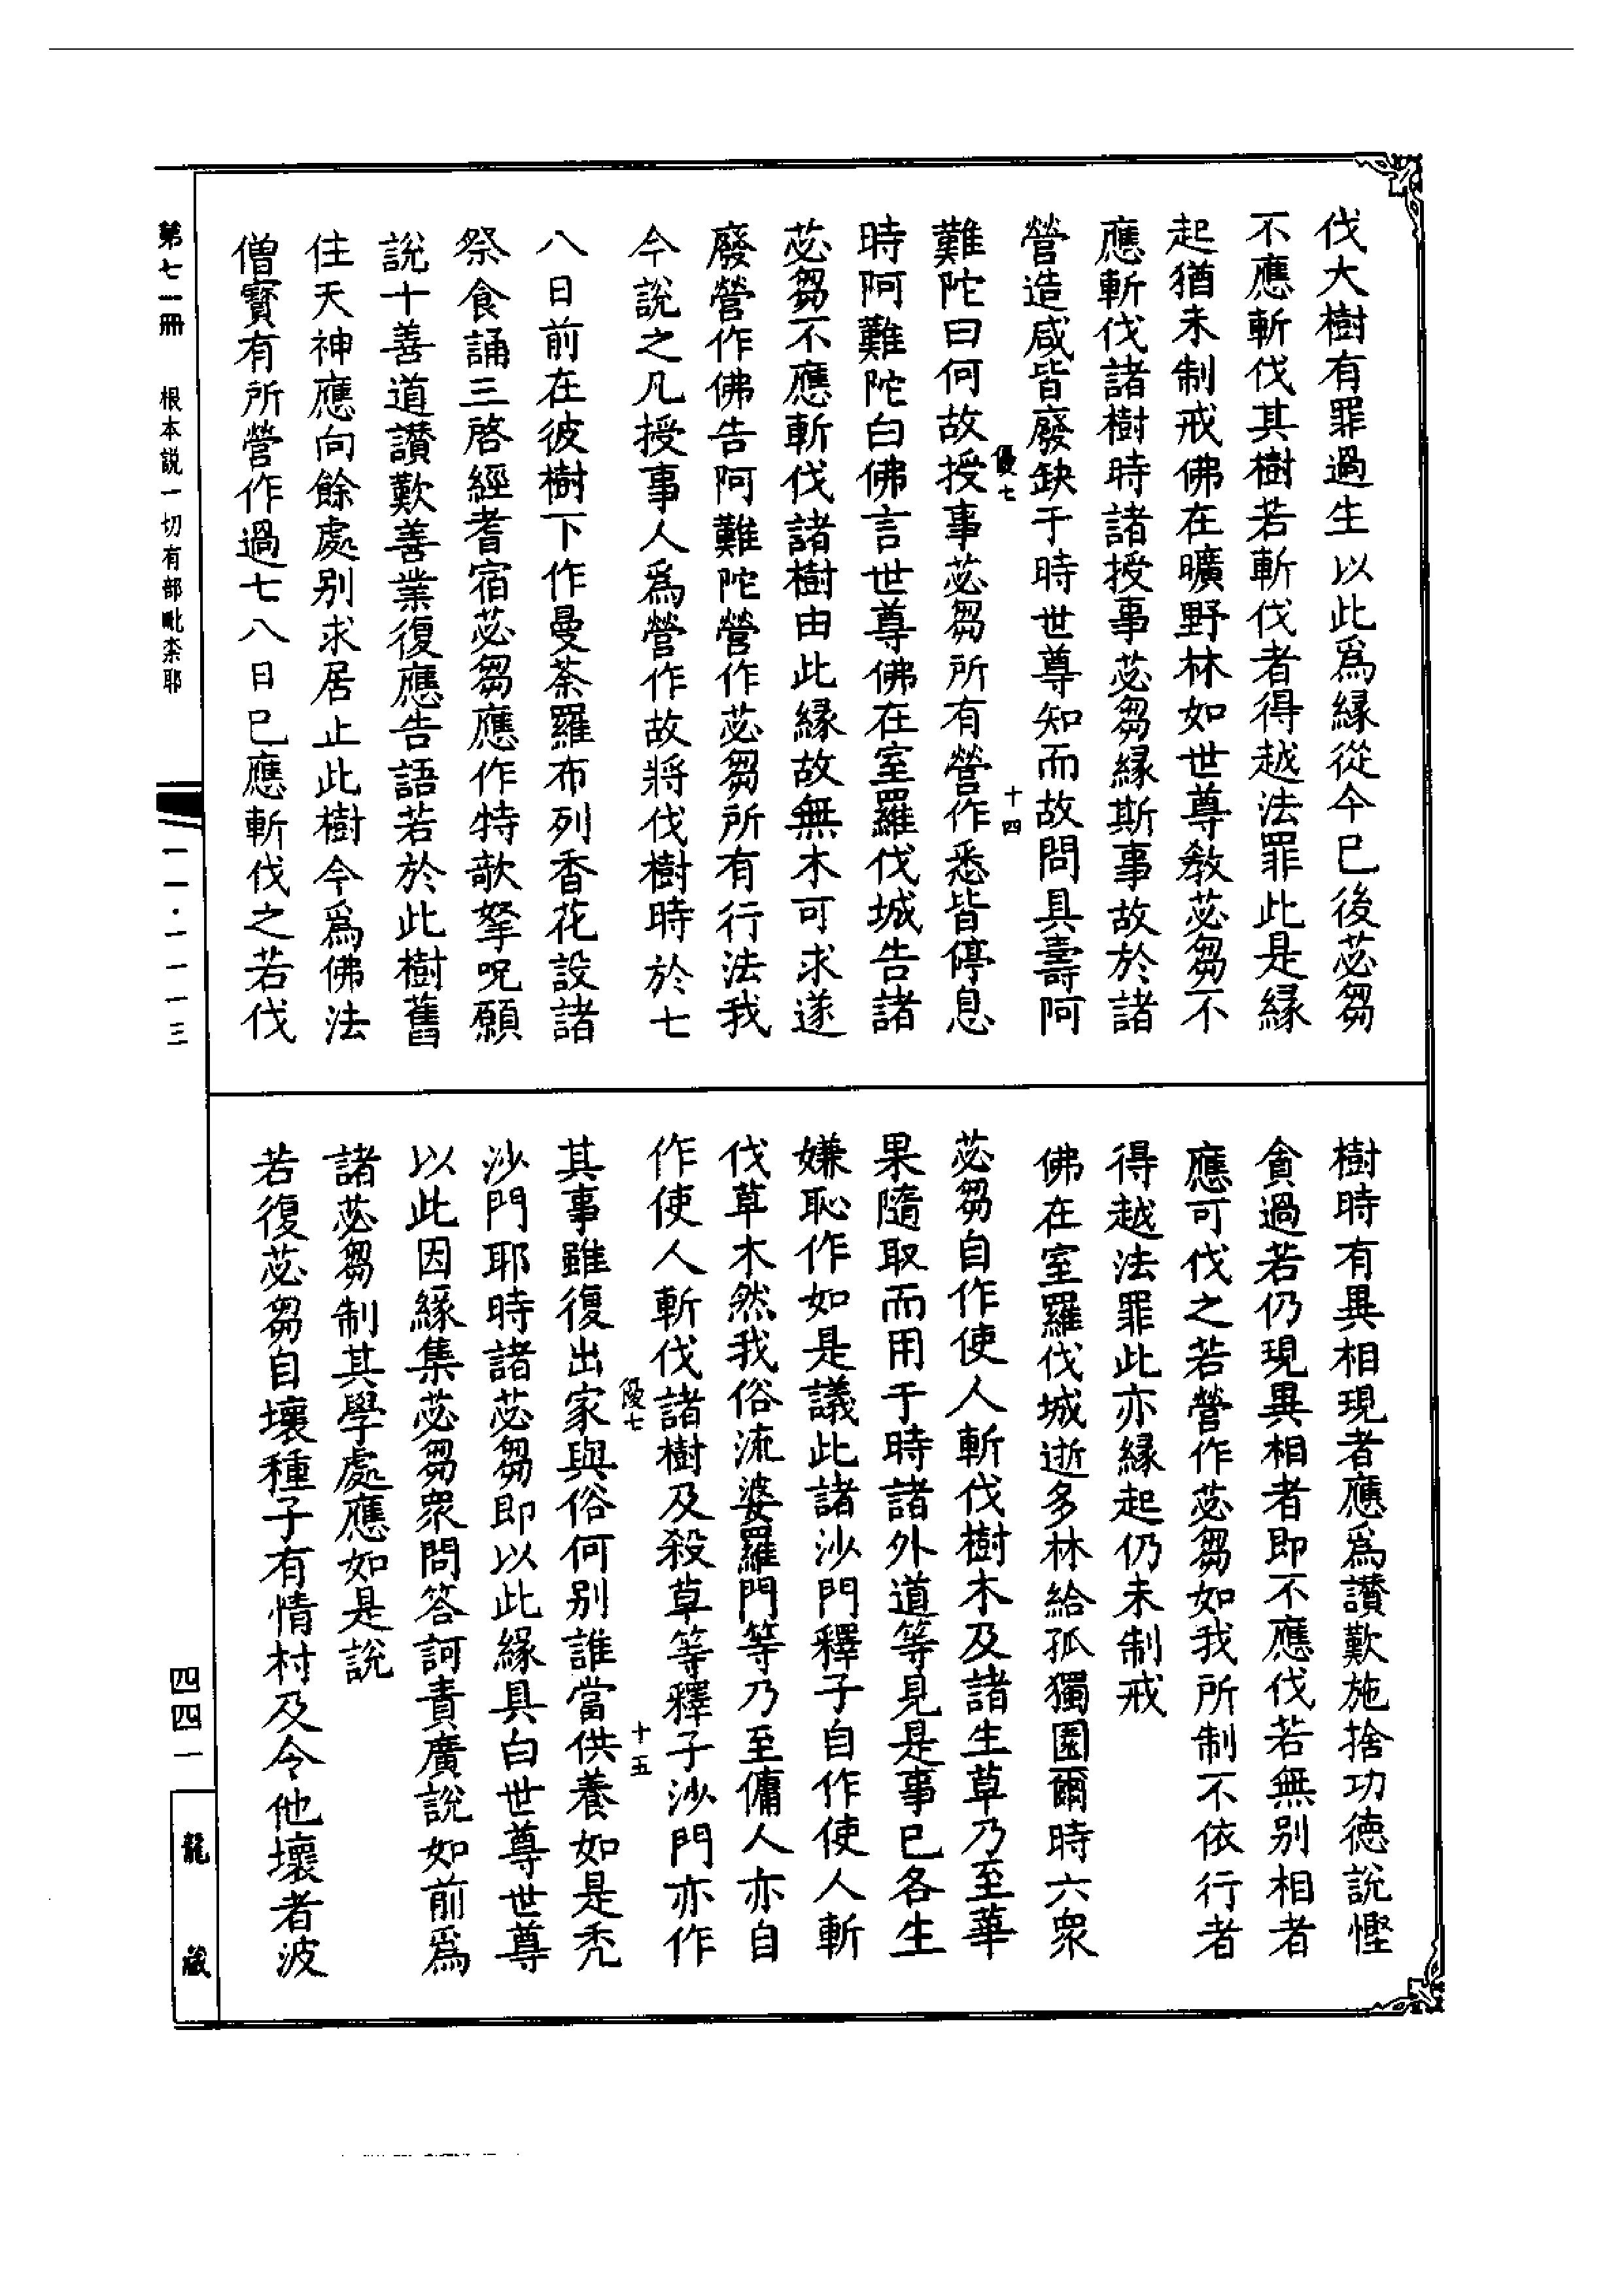 伐大樹有罪過生以此爲緣從今已後苾芻
不應斬伐其樹若斬伐者得越法罪此是緣
起猶未制戒佛在曠野林如世尊教苾芻不
應斬伐諸樹時諸授事苾芻緣斯事故於諸
營造咸皆廢缺于時世尊知而故問具壽阿
優七
十四
難陀曰何故授事苾芻所有營作悉皆停息
時阿難陀白佛言世尊佛在室羅伐城告諸
苾芻不應斬伐諸樹由此緣故無木可求遂
廢營作佛告阿難陀營作苾芻所有行法我
今說之凡授事人爲營作故將伐樹時於七
八日前在彼樹下作曼荼羅布列香花設諸
祭食誦三啓經耆宿苾芻應作特欹拏呪願
說十善道讃歎善業復應告語若於此樹舊
住天神應向餘處別求居止此樹今爲佛法
僧寶有所營作過七八日已應斬伐之若伐
樹時有異相現者應爲讃歎施捨功德說慳
貪過若仍現異相者即不應伐若無別相者
應可伐之若營作苾芻如我所制不依行者
得越法罪此亦緣起仍未制戒
佛在室羅伐城逝多林給孤獨園爾時六衆
苾芻自作使人斬伐樹木及諸生草乃至華
果隨取而用于時諸外道等見是事已各生
嫌恥作如是議此諸沙門釋子自作使人斬
伐草木然我俗流婆羅門等乃至傭人亦自
作使人斬伐諸樹及殺草等釋子沙門亦作
優七
十五
其事雖復出家與俗何別誰當供養如是禿
沙門耶時諸苾芻即以此緣具白世尊世尊
以此因緣集苾芻衆問答訶責廣說如前爲
諸苾芻制其學處應如是說
若復苾芻自壞種子有情村及令他壞者波
第七一冊
根本説一切有部毗柰耶
一一·一一一三
四四一
龍藏